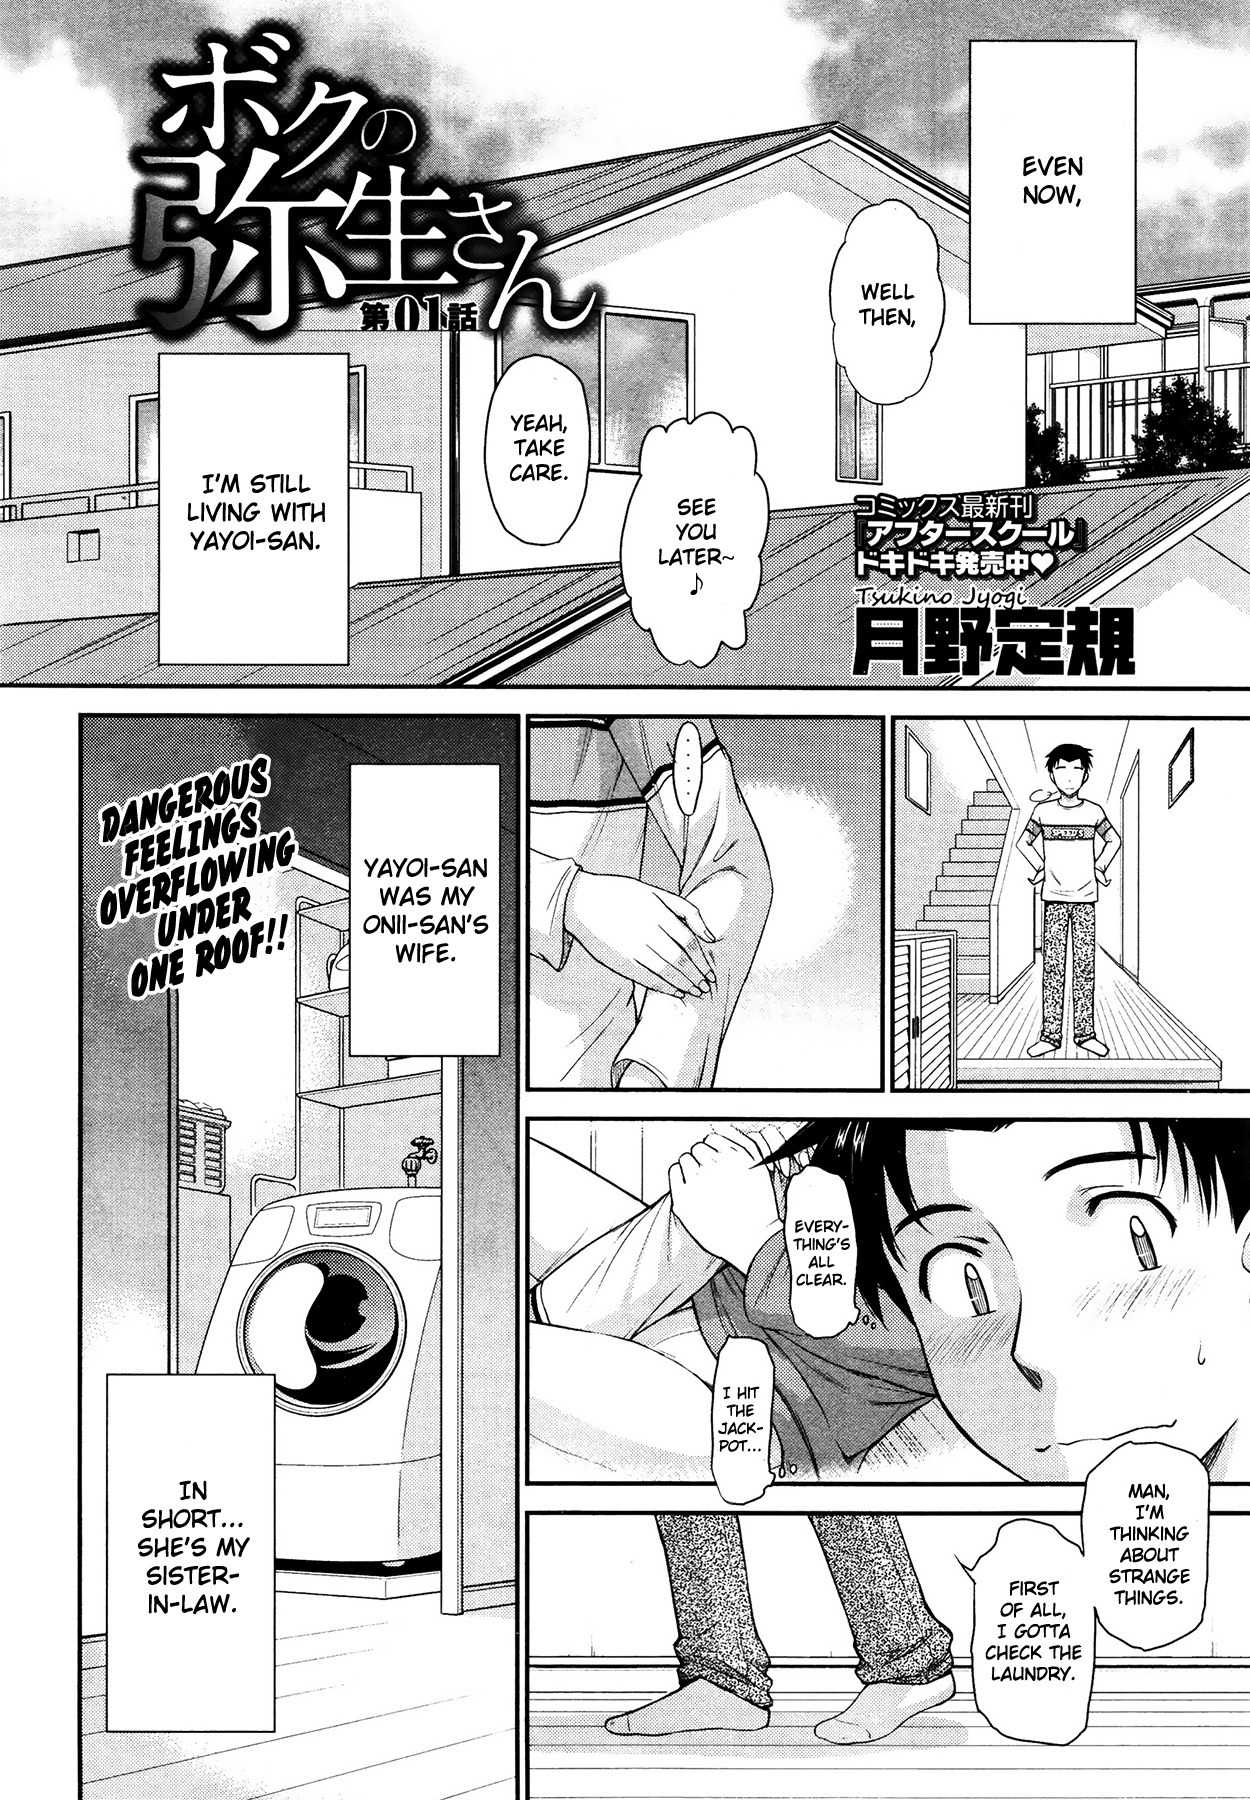 ボクの
弥生さん
第01話
EVEN
NOW,
WELL
THEN,
YEAH,
TAKE
CARE.
SEE
YOU
LATER~
♪
I'M STILL
LIVING WITH
YAYOI-SAN.
コミックス最新刊
『アフタースクール』
ドキドキ発売中♥
Tsukino Jyogi
月野定規
SPEED'S
......
YAYOI-SAN
WAS MY
ONII-SAN'S
WIFE.
DANGEROUS
FEELINGS
OVERFLOWING
UNDER
ONE ROOF!!
EVERY-
THING'S
ALL
CLEAR.
I HIT
THE
JACK-
POT...
IN
SHORT...
SHE'S MY
SISTER-
IN-LAW.
MAN,
I'M
THINKING
ABOUT
STRANGE
THINGS.
FIRST
OF ALL,
I GOTTA
CHECK THE
LAUNDRY.